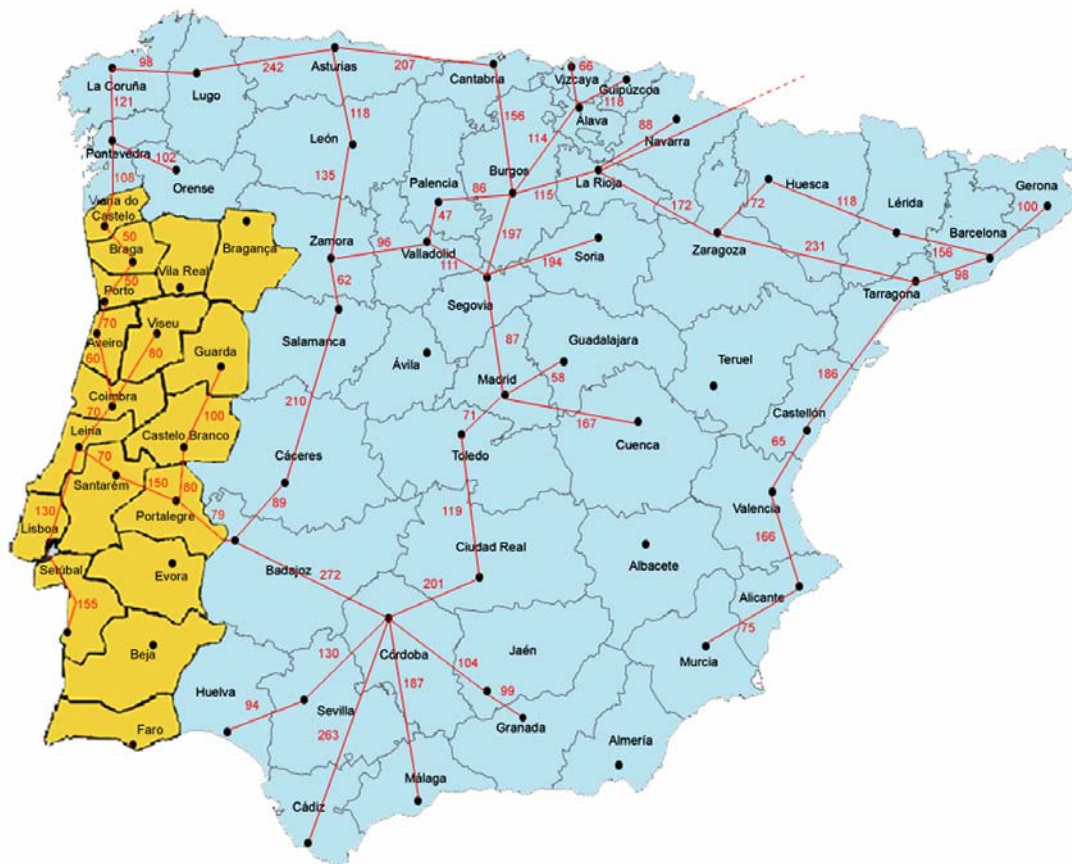 98
242
207
66
La Coruña
Lugo
Asturias
Cantabria
Vizcaya
Guipúzcoa
118
121
118
156
Álava
88
114
Navarra
León
Pontevedra
102
Orense
108
135
Palencia
86
Burgos
115
La Rioja
172
Huesca
72
118
Lérida
Gerona
100
Viana do
Castelo
50
Braga
Bragança
47
Zamora
96
Valladolid
111
197
194
Soria
Zaragoza
231
156
Barcelona
98
Tarragona
50
Vila Real
Porto
62
Segovia
70
Aveiro
Viseu
80
60
Guarda
Salamanca
Ávila
87
Guadalajara
58
Teruel
186
Madrid
Coimbra
70
100
210
71
167
Cuenca
Castellón
65
Leiria
Castelo Branco
70
Cáceres
Toledo
Santarém
150
80
89
Valencia
130
Lisboa
Portalegre
79
119
166
Ciudad Real
Setúbal
Evora
Badajoz
272
201
Albacete
Alicante
75
155
Beja
Córdoba
104
Jaén
Murcia
130
187
99
Huelva
94
Sevilla
Granada
Faro
263
Almería
Málaga
Cádiz